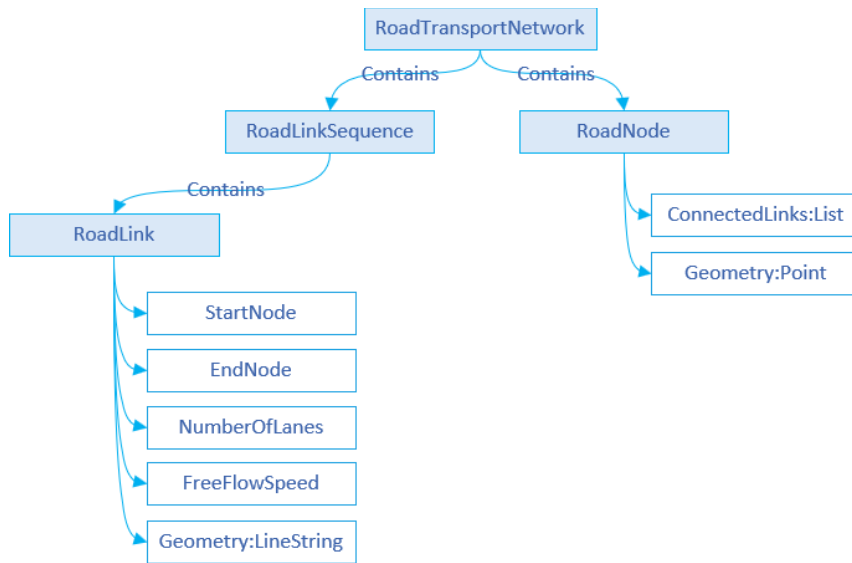 RoadTransportNetwork
Contains
Contains
RoadLinkSequence
RoadNode
Contains
ConnectedLinks:List
RoadLink
Geometry:Point
StartNode
EndNode
NumberOfLanes
FreeFlowSpeed
Geometry:LineString